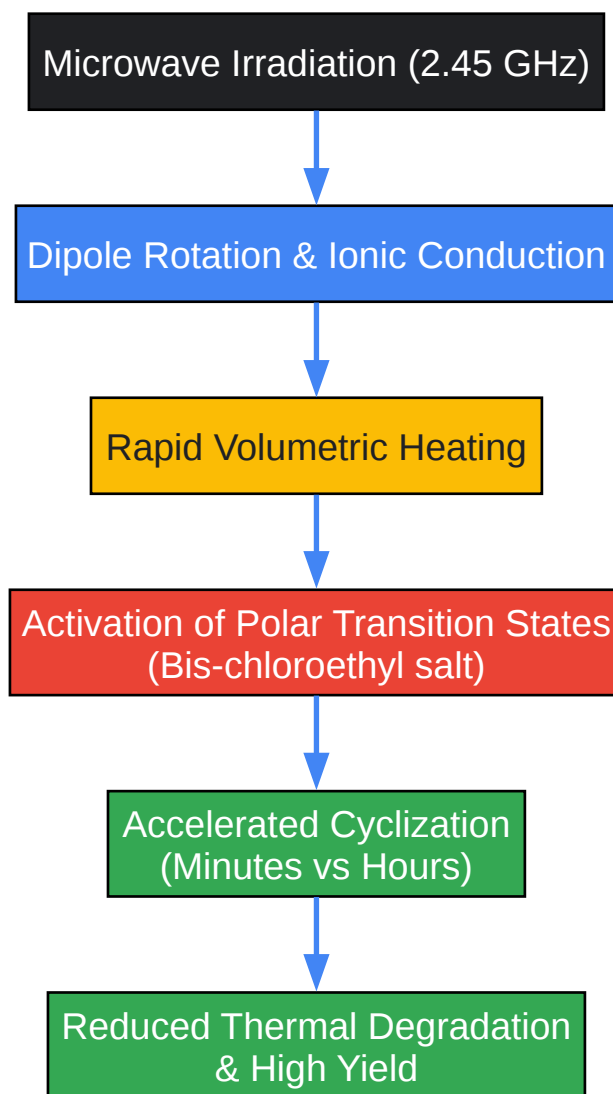 Microwave Irradiation (2.45 GHz)
Dipole Rotation & Ionic Conduction
Rapid Volumetric Heating
Activation of Polar Transition States
(Bis-chloroethyl salt)
Accelerated Cyclization
(Minutes vs Hours)
Reduced Thermal Degradation
& High Yield